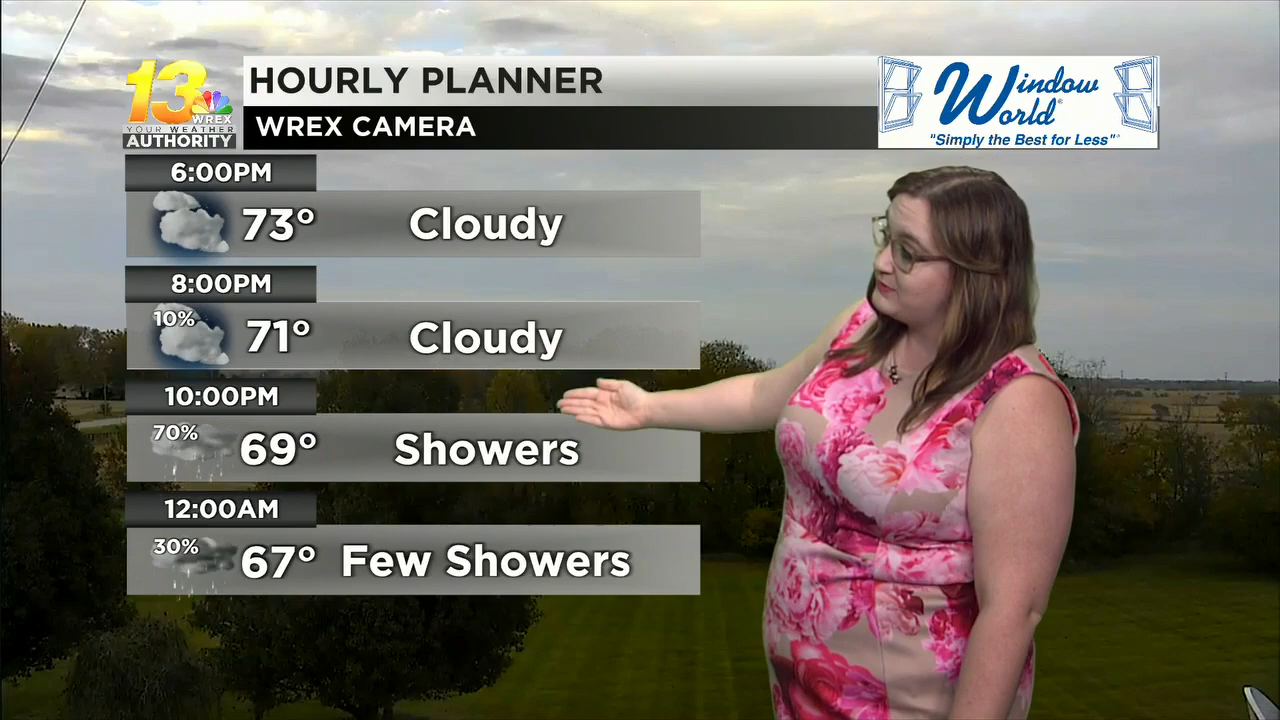 13
WREX
YOUR WEATHER
AUTHORITY
HOURLY PLANNER
WREX CAMERA
Window
World®
"Simply the Best for Less"®
6:00PM
73° Cloudy
8:00PM
10% 71° Cloudy
10:00PM
70% 69° Showers
12:00AM
30% 67° Few Showers